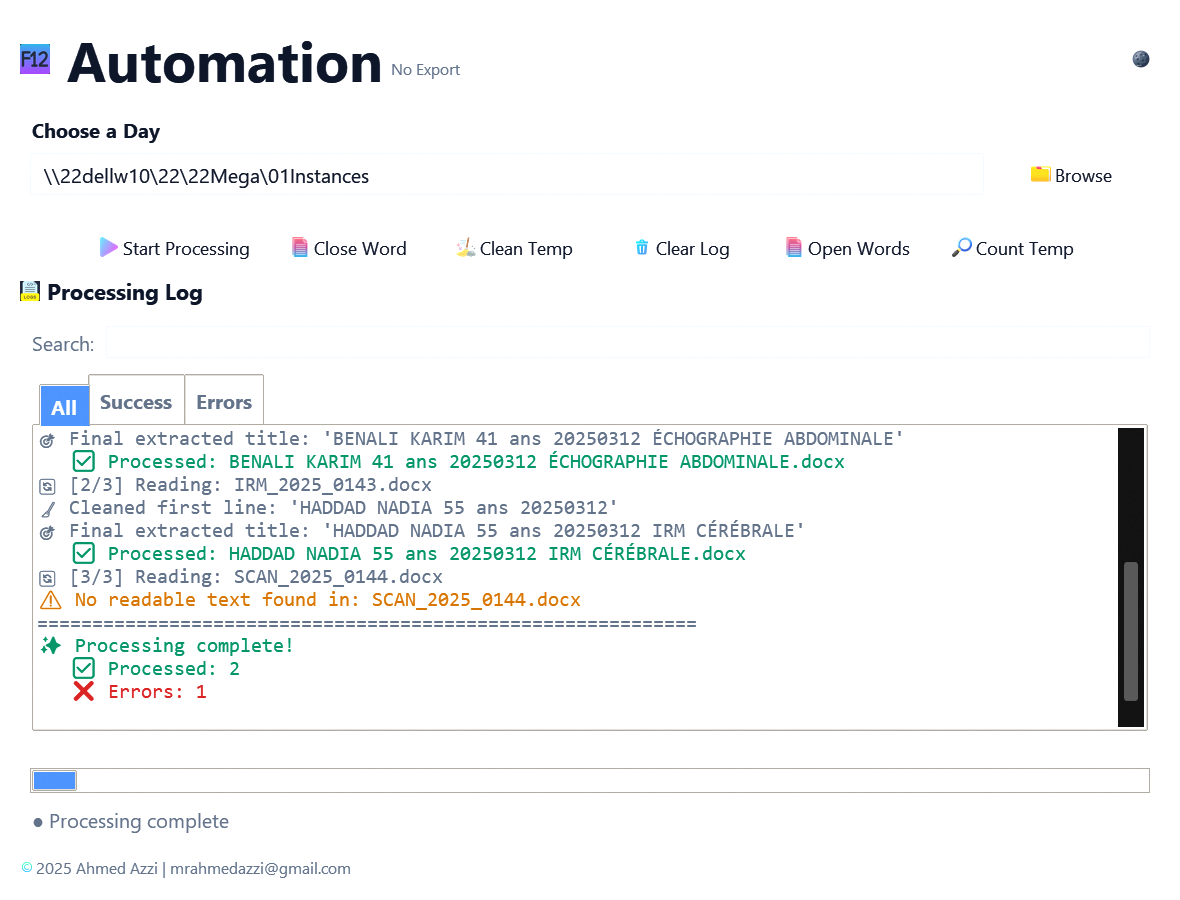 F12 Automation No Export
Choose a Day
\\22dellw10\22\22Mega\01Instances
Browse
Start Processing Close Word Clean Temp Clear Log Open Words Count Temp
Processing Log
Search:
All Success Errors
Final extracted title: 'BENALI KARIM 41 ans 20250312 ÉCHOGRAPHIE ABDOMINALE'
Processed: BENALI KARIM 41 ans 20250312 ÉCHOGRAPHIE ABDOMINALE.docx
[2/3] Reading: IRM_2025_0143.docx
Cleaned first line: 'HADDAD NADIA 55 ans 20250312'
Final extracted title: 'HADDAD NADIA 55 ans 20250312 IRM CÉRÉBRALE'
Processed: HADDAD NADIA 55 ans 20250312 IRM CÉRÉBRALE.docx
[3/3] Reading: SCAN_2025_0144.docx
No readable text found in: SCAN_2025_0144.docx
============================================================
Processing complete!
Processed: 2
Errors: 1
● Processing complete
© 2025 Ahmed Azzi | mrahmedazzi@gmail.com